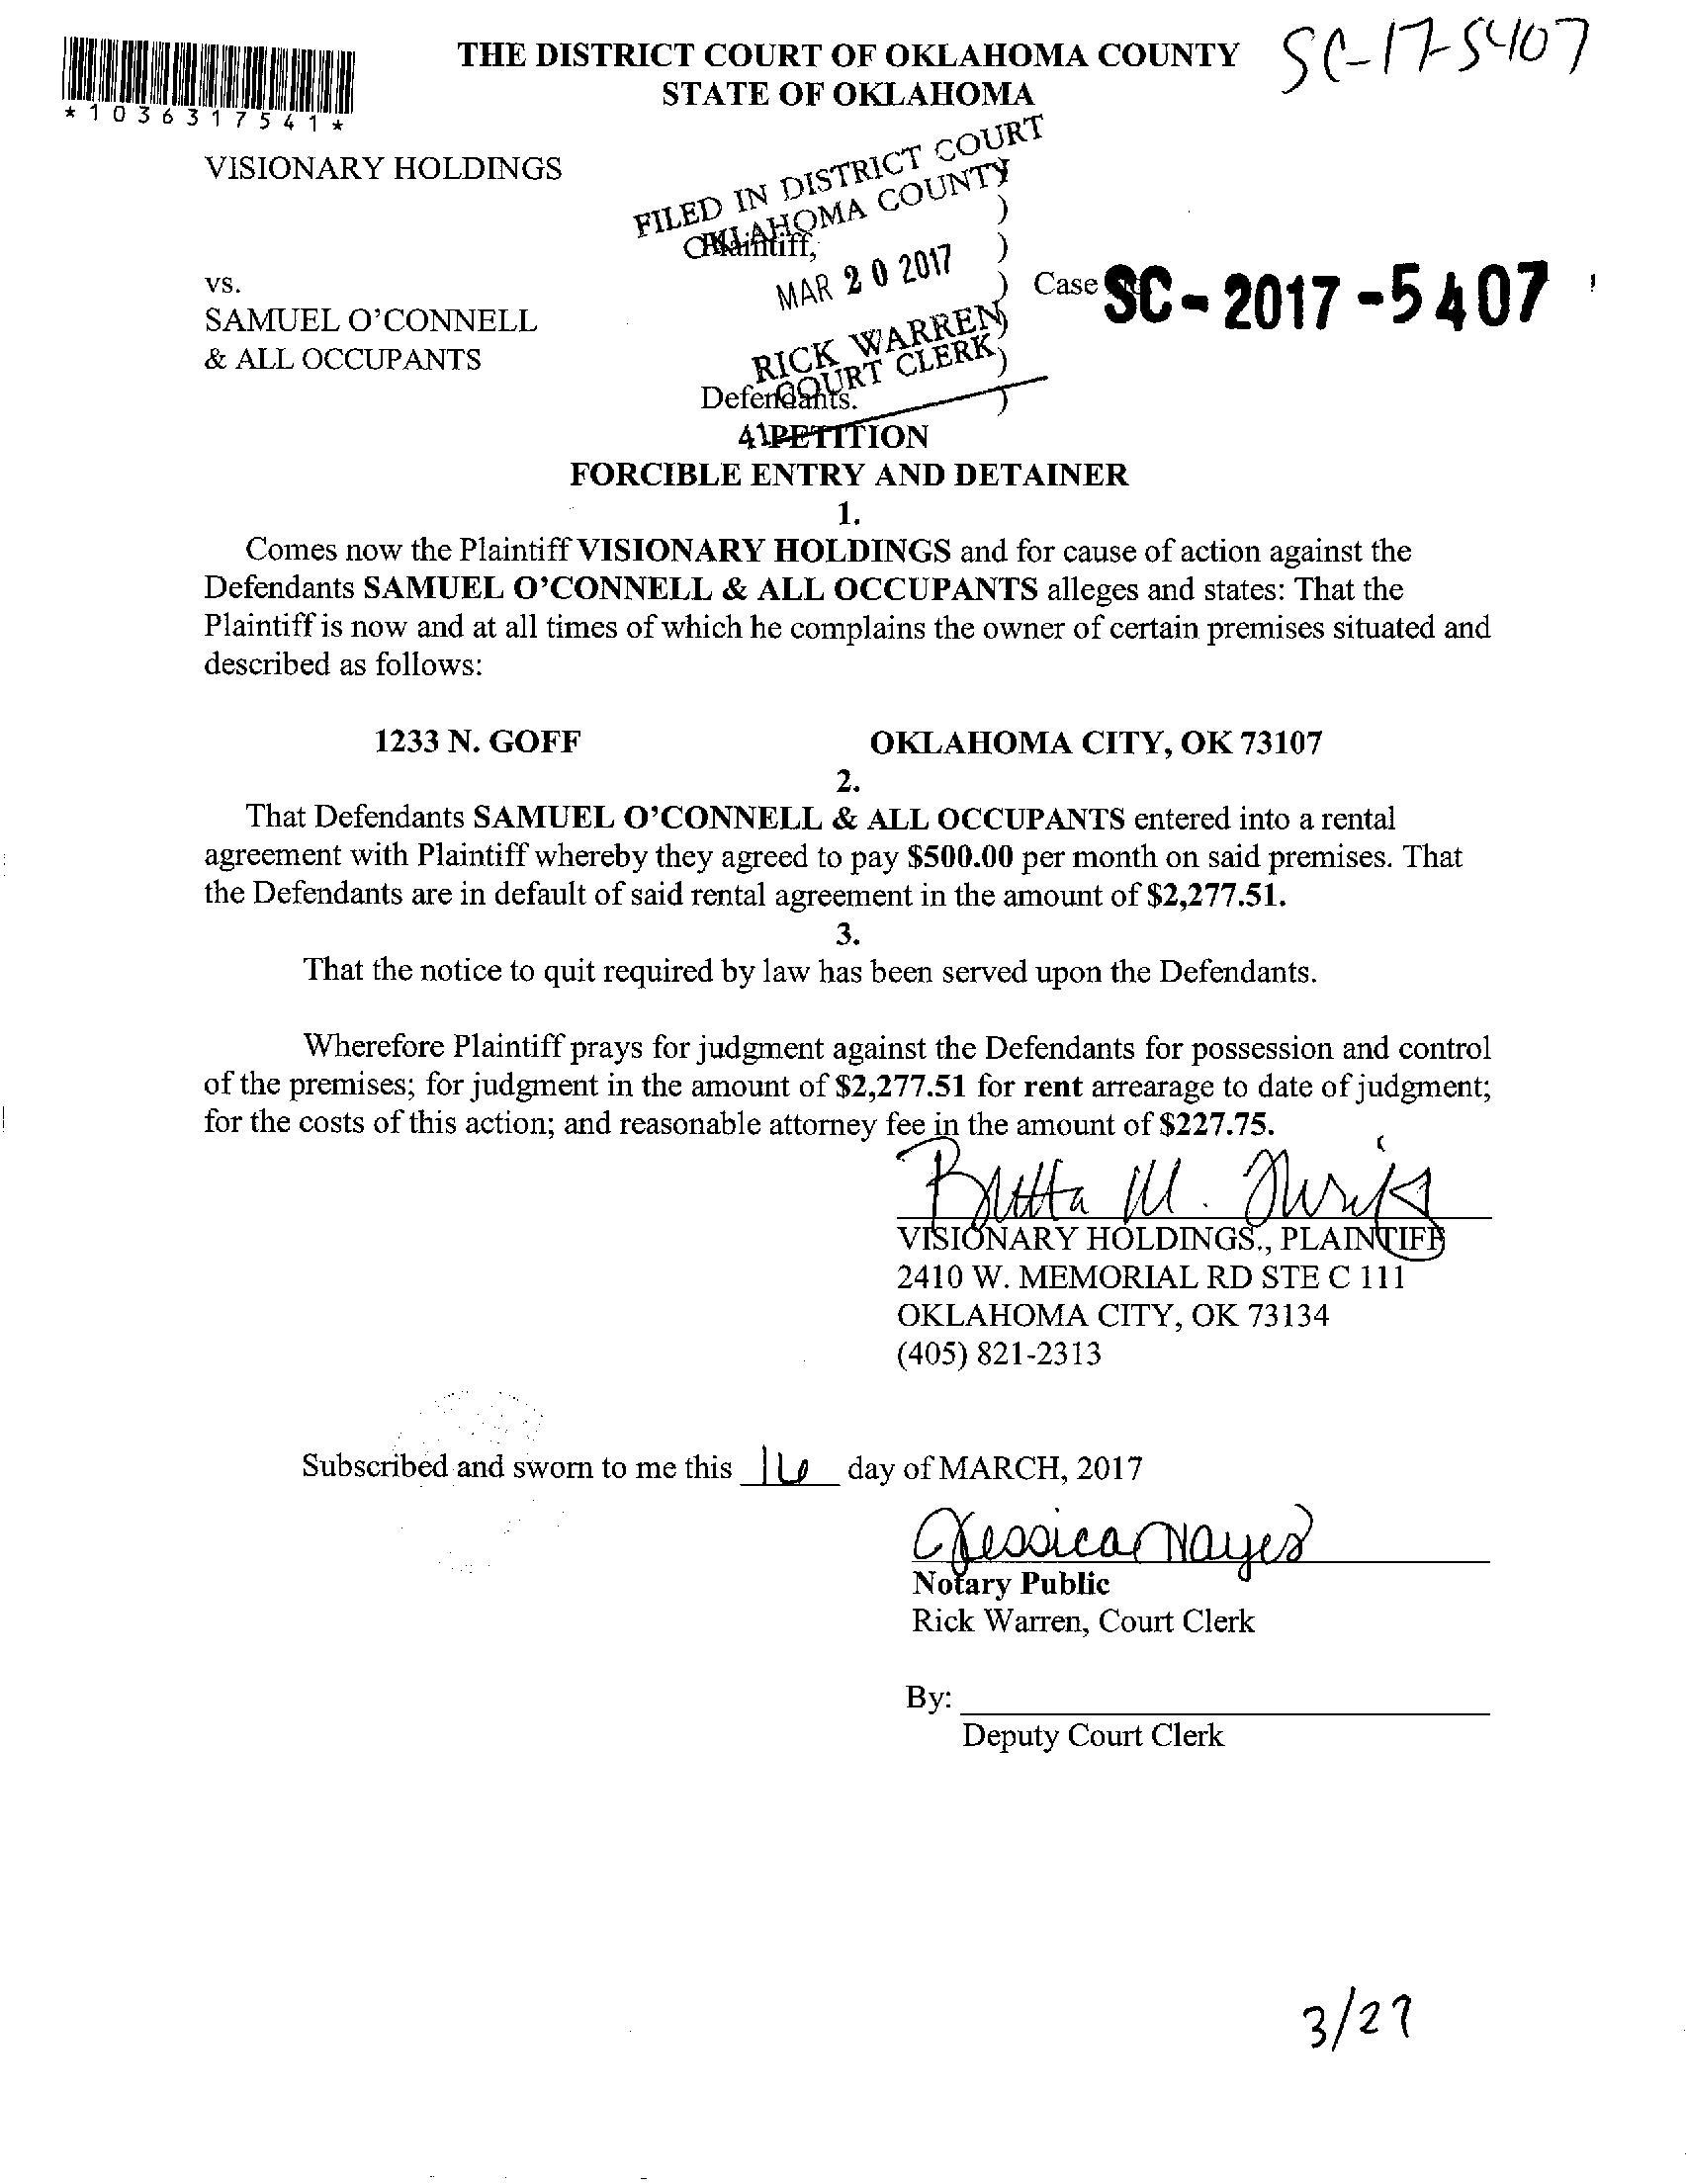 THE DISTRICT COURT OF OKLAHOMA COUNTY
SC-17-5407
STATE OF OKLAHOMA
*1036317541*
VISIONARY HOLDINGS
FILED IN DISTRICT COURT
OKLAHOMA COUNTY
)
Plaintiff, )
MAR 20 2017
vs. ) Case SC-2017-5407
SAMUEL O'CONNELL )
RICK WARREN
& ALL OCCUPANTS )
COURT CLERK
Defendants. )
41 PETITION
FORCIBLE ENTRY AND DETAINER
1.
Comes now the Plaintiff VISIONARY HOLDINGS and for cause of action against the
Defendants SAMUEL O'CONNELL & ALL OCCUPANTS alleges and states: That the
Plaintiff is now and at all times of which he complains the owner of certain premises situated and
described as follows:
1233 N. GOFF OKLAHOMA CITY, OK 73107
2.
That Defendants SAMUEL O'CONNELL & ALL OCCUPANTS entered into a rental
agreement with Plaintiff whereby they agreed to pay $500.00 per month on said premises. That
the Defendants are in default of said rental agreement in the amount of $2,277.51.
3.
That the notice to quit required by law has been served upon the Defendants.
Wherefore Plaintiff prays for judgment against the Defendants for possession and control
of the premises; for judgment in the amount of $2,277.51 for rent arrearage to date of judgment;
for the costs of this action; and reasonable attorney fee in the amount of $227.75.
VISIONARY HOLDINGS., PLAINTIFF
2410 W. MEMORIAL RD STE C 111
OKLAHOMA CITY, OK 73134
(405) 821-2313
Subscribed and sworn to me this 16 day of MARCH, 2017
Jessica Mayes
Notary Public
Rick Warren, Court Clerk
By:
Deputy Court Clerk
3/27